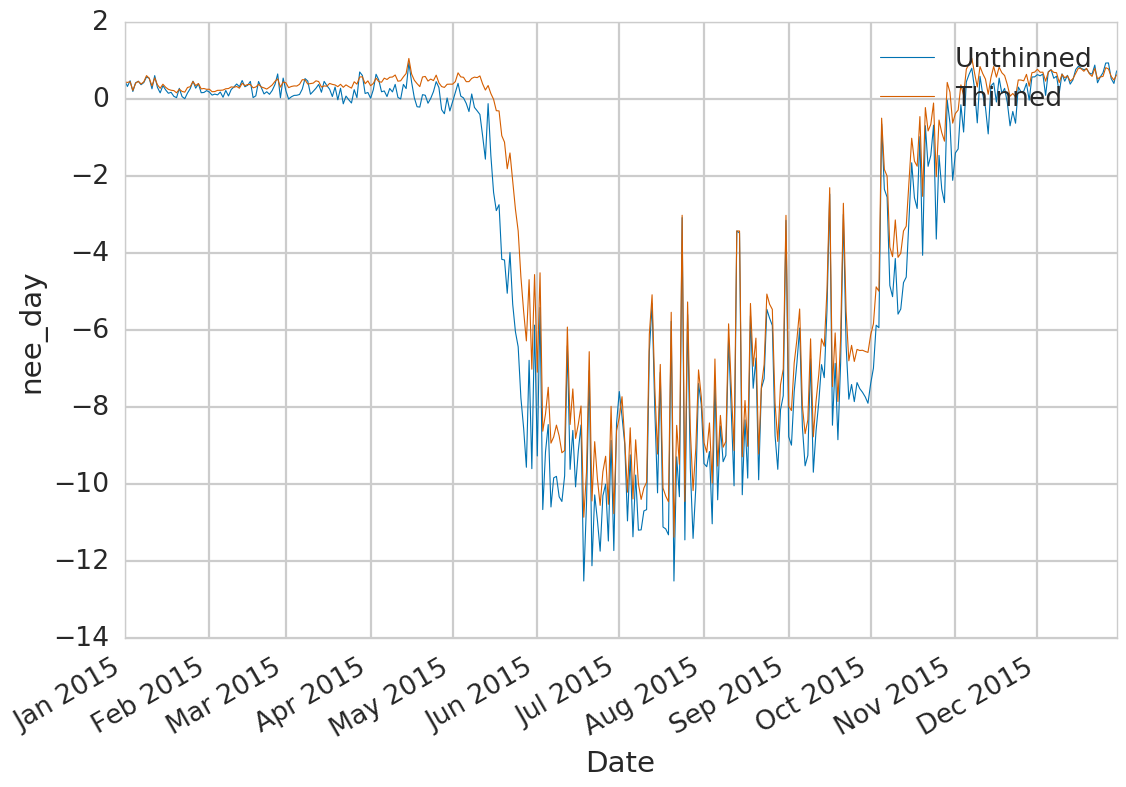 2
0
−2
−4
−6
−8
−10
−12
−14
nee_day
Unthinned
Thinned
Jan 2015
Feb 2015
Mar 2015
Apr 2015
May 2015
Jun 2015
Jul 2015
Aug 2015
Sep 2015
Oct 2015
Nov 2015
Dec 2015
Date